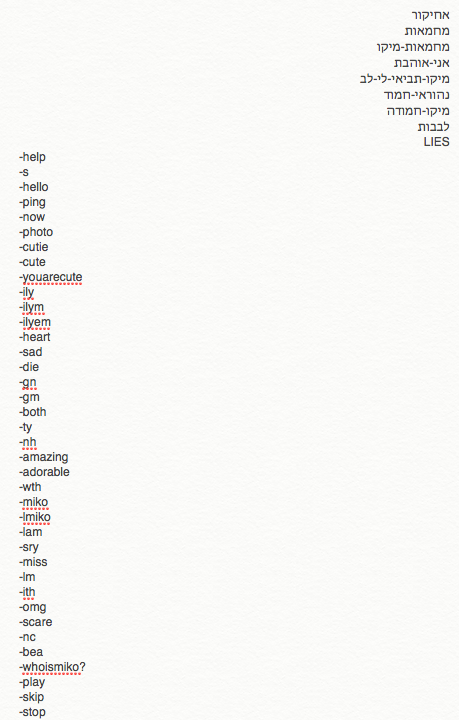 אחיקור
מחמאות
מחמאות-מיקו
אני-אוהבת
מיקו-תביאי-לי-לב
נהוראי-חמוד
מיקו-חמודה
לבבות
LIES
-help
-s
-hello
-ping
-now
-photo
-cutie
-cute
-youarecute
-ily
-ilym
-ilyem
-heart
-sad
-die
-gn
-gm
-both
-ty
-nh
-amazing
-adorable
-wth
-miko
-lmiko
-lam
-sry
-miss
-lm
-ith
-omg
-scare
-nc
-bea
-whoismiko?
-play
-skip
-stop